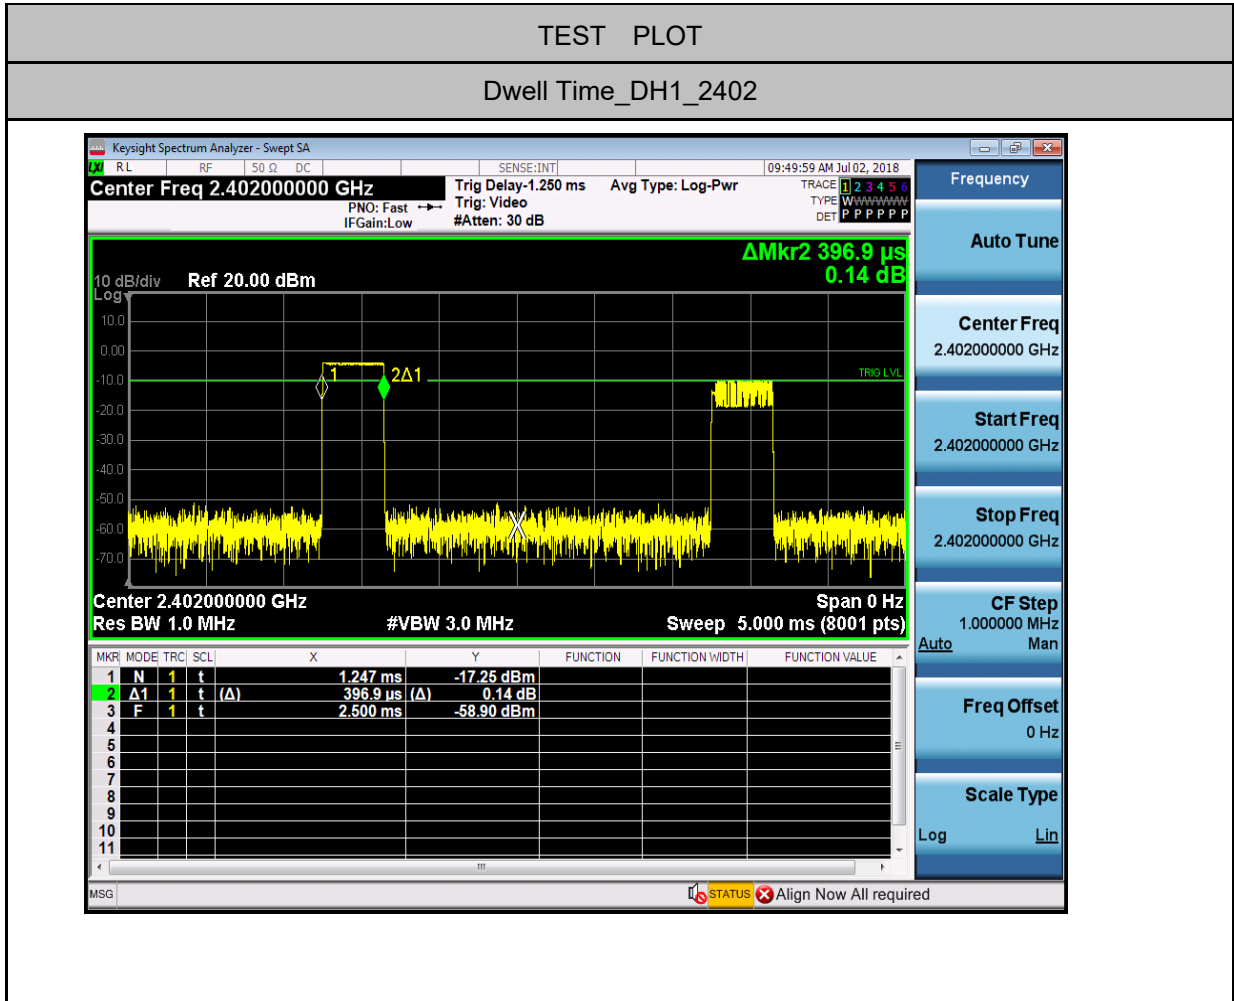 TEST PLOT
Dwell Time_DH1_2402
Keysight Spectrum Analyzer - Swept SA
LXI RL RF 50 Ω DC SENSE:INT 09:49:59 AM Jul 02, 2018
Center Freq 2.402000000 GHz
PNO: Fast
IFGain:Low
Trig Delay-1.250 ms
Trig: Video
#Atten: 30 dB
Avg Type: Log-Pwr
TRACE 1 2 3 4 5 6
TYPE WWWWWW
DET P P P P P P
ΔMkr2 396.9 µs
0.14 dB
10 dB/div Ref 20.00 dBm
Log
10.0
0.00
-10.0
-20.0
-30.0
-40.0
-50.0
-60.0
-70.0
1
2Δ1
TRIG LVL
Center 2.402000000 GHz Span 0 Hz
Res BW 1.0 MHz #VBW 3.0 MHz Sweep 5.000 ms (8001 pts)
MKR MODE TRC SCL X Y FUNCTION FUNCTION WIDTH FUNCTION VALUE
1 N 1 t 1.247 ms -17.25 dBm
2 Δ1 1 t (Δ) 396.9 µs (Δ) 0.14 dB
3 F 1 t 2.500 ms -58.90 dBm
4
5
6
7
8
9
10
11
MSG STATUS Align Now All required
Frequency
Auto Tune
Center Freq
2.402000000 GHz
Start Freq
2.402000000 GHz
Stop Freq
2.402000000 GHz
CF Step
1.000000 MHz
Auto Man
Freq Offset
0 Hz
Scale Type
Log Lin